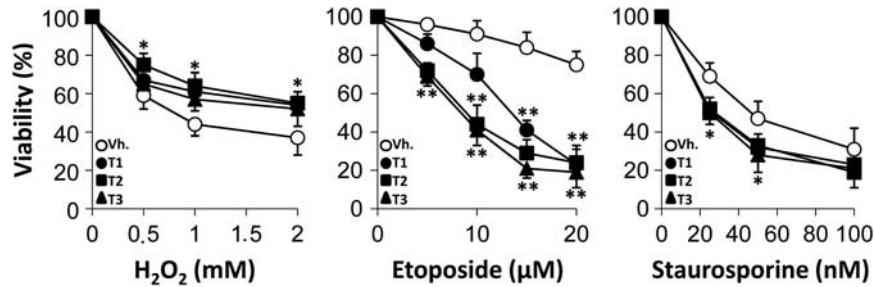 Viability (%)
100
80
60
40
20
0
*
*
*
Vh.
T1
T2
T3
0
0.5
1
1.5
2
H₂O₂ (mM)
100
80
60
40
20
0
**
**
**
**
**
**
**
Vh.
T1
T2
T3
0
10
20
Etoposide (μM)
100
80
60
40
20
0
*
*
Vh.
T1
T2
T3
0
20
40
60
80
100
Staurosporine (nM)